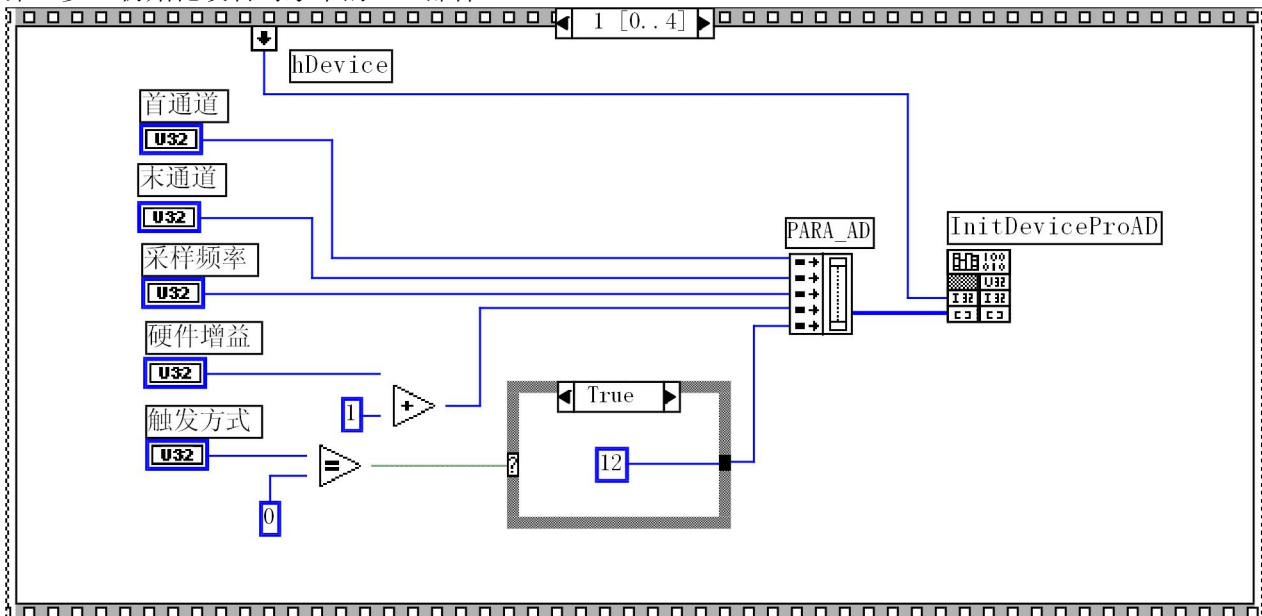 1 [0..4]
hDevice
首通道
U32
末通道
U32
采样频率
U32
硬件增益
U32
1
+
触发方式
U32
=
0
?
True
12
PARA_AD
InitDeviceProAD
U32
I32 I32